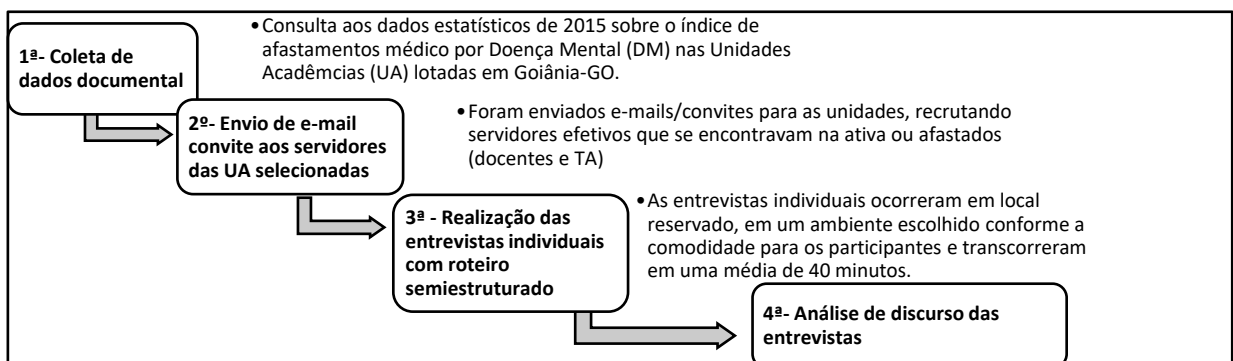 1ª- Coleta de
dados documental
•Consulta aos dados estatísticos de 2015 sobre o índice de
afastamentos médico por Doença Mental (DM) nas Unidades
Acadêmcias (UA) lotadas em Goiânia-GO.
2º- Envio de e-mail
convite aos servidores
das UA selecionadas
•Foram enviados e-mails/convites para as unidades, recrutando
servidores efetivos que se encontravam na ativa ou afastados
(docentes e TA)
3ª - Realização das
entrevistas individuais
com roteiro
semiestruturado
•As entrevistas individuais ocorreram em local
reservado, em um ambiente escolhido conforme a
comodidade para os participantes e transcorreram
em uma média de 40 minutos.
4ª- Análise de discurso das
entrevistas